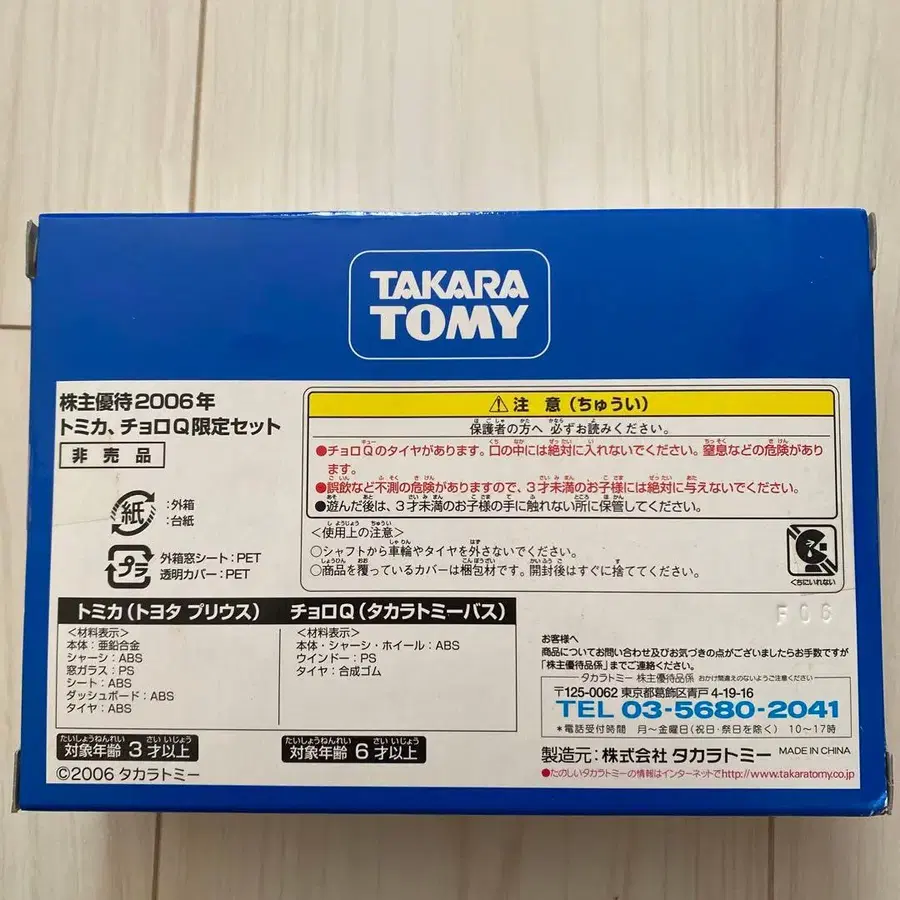 TAKARA
TOMY
株主優待2006年
トミカ、チョロQ限定セット
非売品
紙
:外箱
:台紙
プラ
外箱窓シート:PET
透明カバー:PET
⚠注 意(ちゅうい)
保護者の方へ 必ずお読みください。
●チョロQのタイヤがあります。口の中には絶対に入れないでください。窒息などの危険があり
ます。
●誤飲など不測の危険がありますので、3才未満のお子様には絶対に与えないでください。
●遊んだ後は、3才未満のお子様の手に触れない所に保管してください。
<使用上の注意>
○シャフトから車輪やタイヤを外さないでください。
○商品を覆っているカバーは梱包材です。開封後はすぐに捨ててください。
くちにいれない
F06
トミカ(トヨタ プリウス)
<材料表示>
本体:亜鉛合金
シャーシ:ABS
窓ガラス:PS
シート:ABS
ダッシュボード:ABS
タイヤ:ABS
対象年齢 3才以上
チョロQ(タカラトミーバス)
<材料表示>
本体・シャーシ・ホイール:ABS
ウインドー:PS
タイヤ:合成ゴム
対象年齢 6才以上
©2006 タカラトミー
お客様へ
商品についてのお問い合わせ及びお気づきの点がございましたらお手数ですが
「株主優待品係」までご連絡ください。
タカラトミー 株主優待品係 おかけ間違えのないようご注意ください
〒125-0062 東京都葛飾区青戸4-19-16
TEL 03-5680-2041
*電話受付時間 月〜金曜日(祝日・祭日を除く) 10〜17時
製造元:株式会社 タカラトミー MADE IN CHINA
●たのしいタカラトミーの情報はインターネットでhttp://www.takaratomy.co.jp